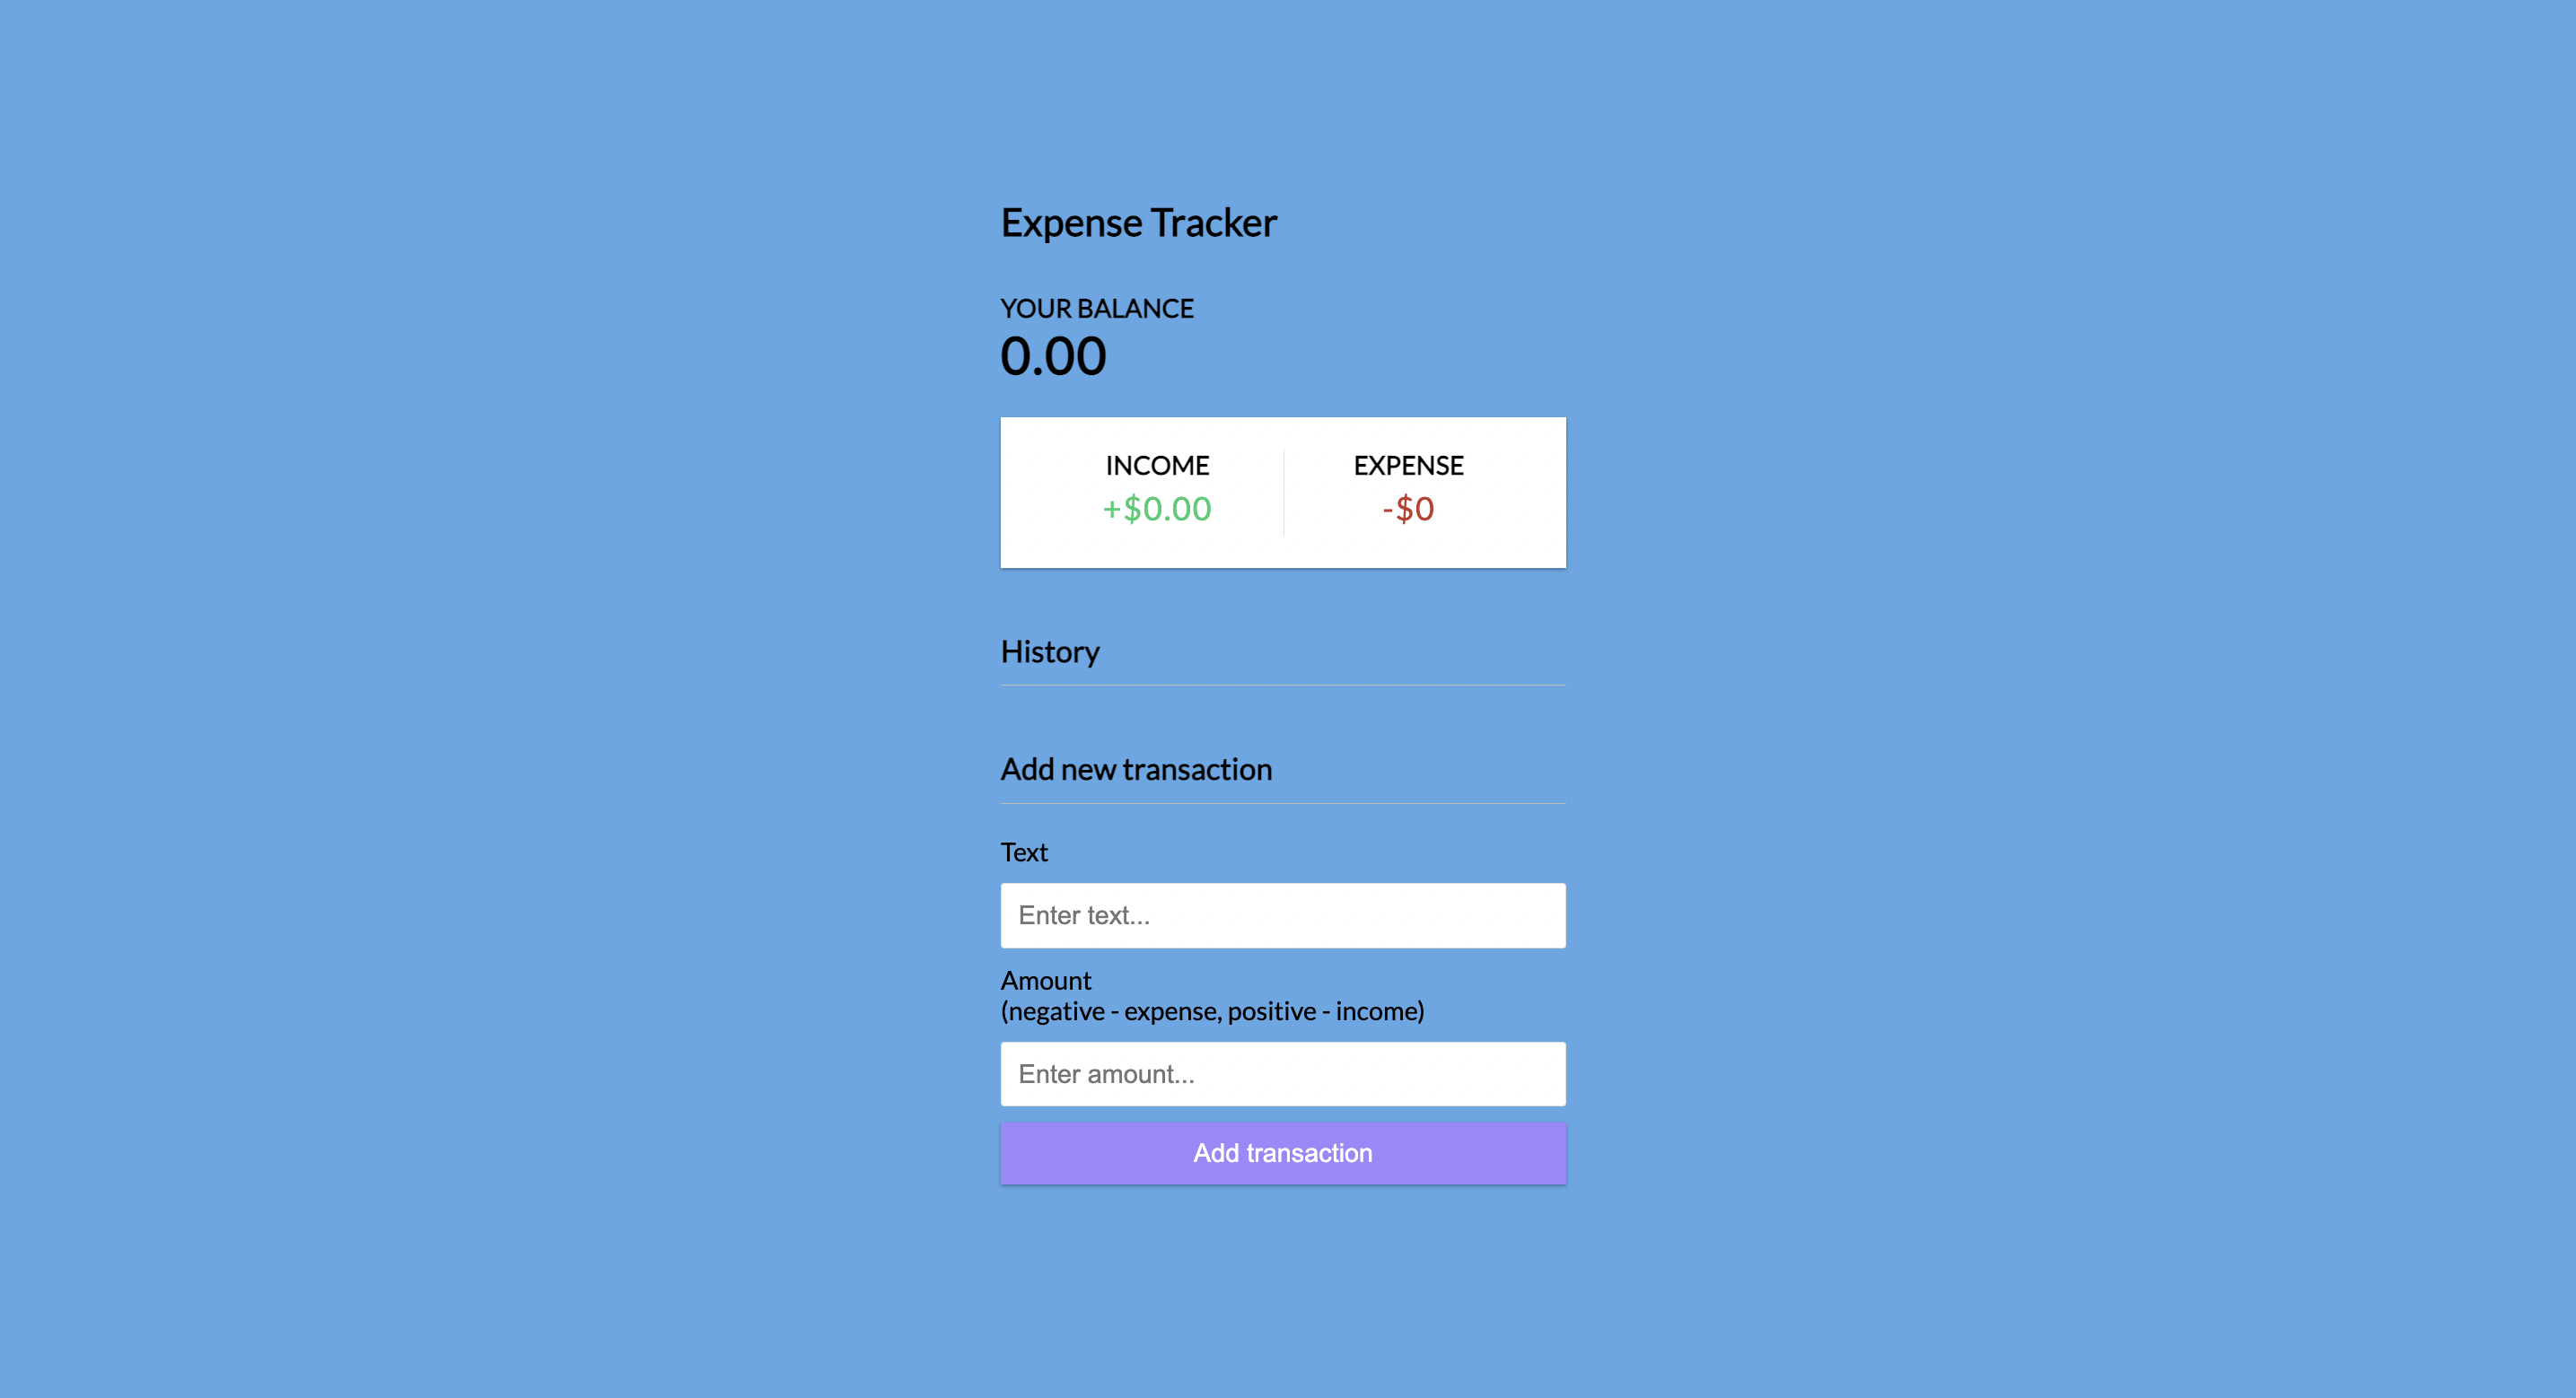 Expense Tracker
YOUR BALANCE
0.00
INCOME
+$0.00
EXPENSE
-$0
History
Add new transaction
Text
Enter text...
Amount
(negative - expense, positive - income)
Enter amount...
Add transaction